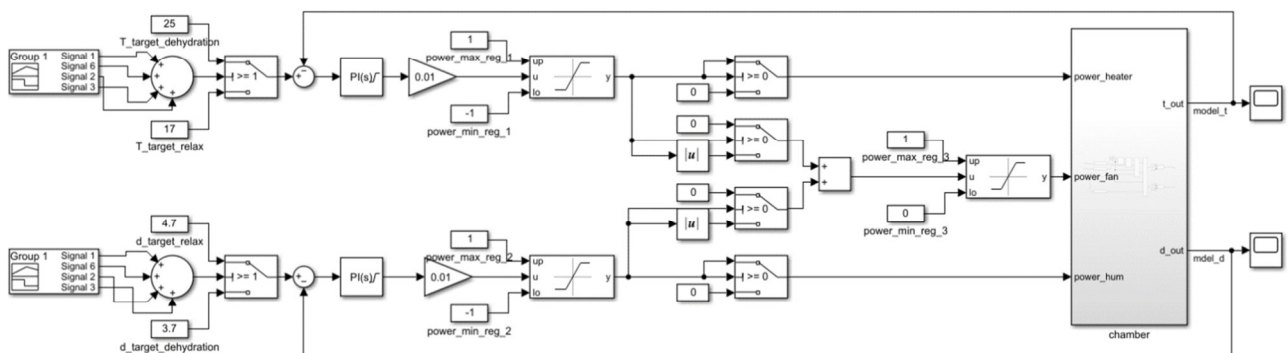 25
T_target_dehydration
Group 1
Signal 1
Signal 6
Signal 2
Signal 3
+
+
+
+
>= 1
17
T_target_relax
+
−
PI(s)
0.01
1
power_max_reg_1
up
u
lo
y
-1
power_min_reg_1
>= 0
0
0
>= 0
|u|
0
>= 0
|u|
+
+
1
power_max_reg_3
up
u
lo
y
0
power_min_reg_3
power_heater
t_out
model_t
power_fan
d_out
mdel_d
power_hum
chamber
4.7
d_target_relax
Group 1
Signal 1
Signal 6
Signal 2
Signal 3
+
+
+
+
>= 1
3.7
d_target_dehydration
+
−
PI(s)
0.01
1
power_max_reg_2
up
u
lo
y
-1
power_min_reg_2
>= 0
0